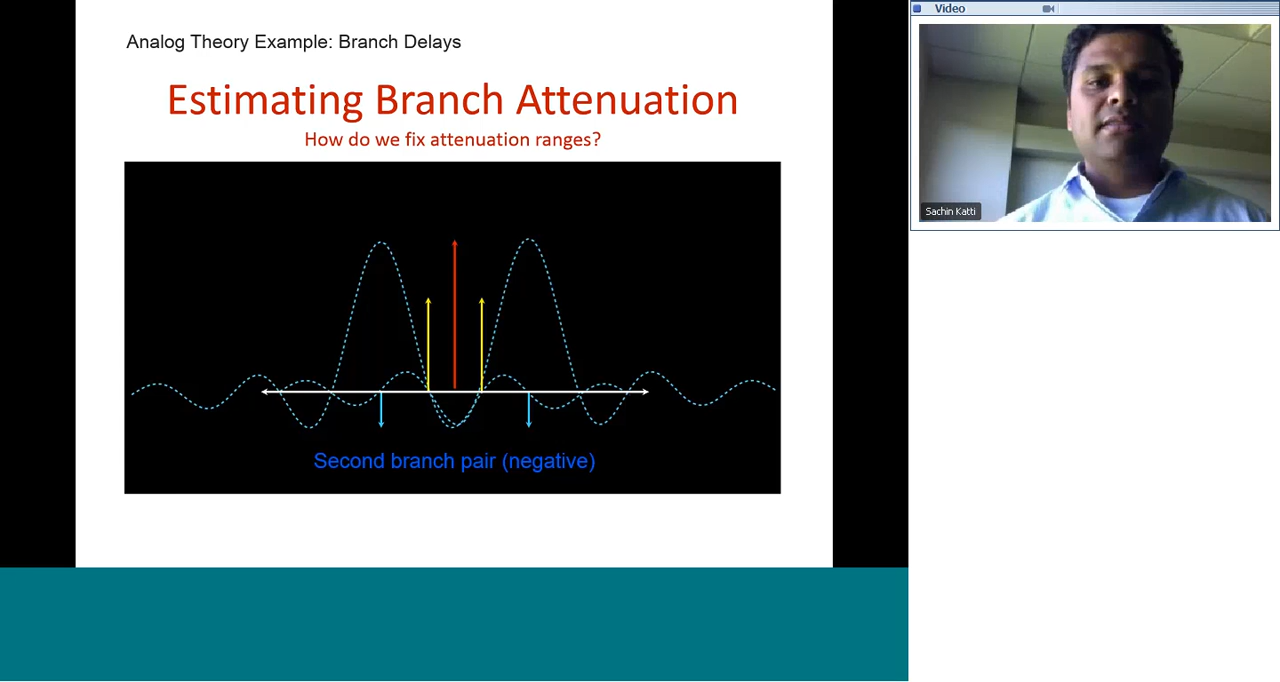 Analog Theory Example: Branch Delays
Estimating Branch Attenuation
How do we fix attenuation ranges?
Second branch pair (negative)
Video
Sachin Katti